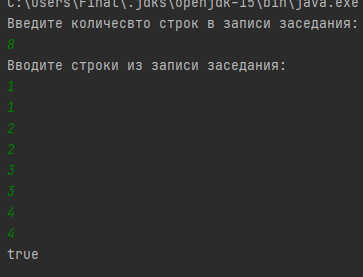 C:\Users\Final\.jdks\openjdk-15\bin\java.exe
Введите количесвто строк в записи заседания:
8
Вводите строки из записи заседания:
1
1
2
2
3
3
4
4
true